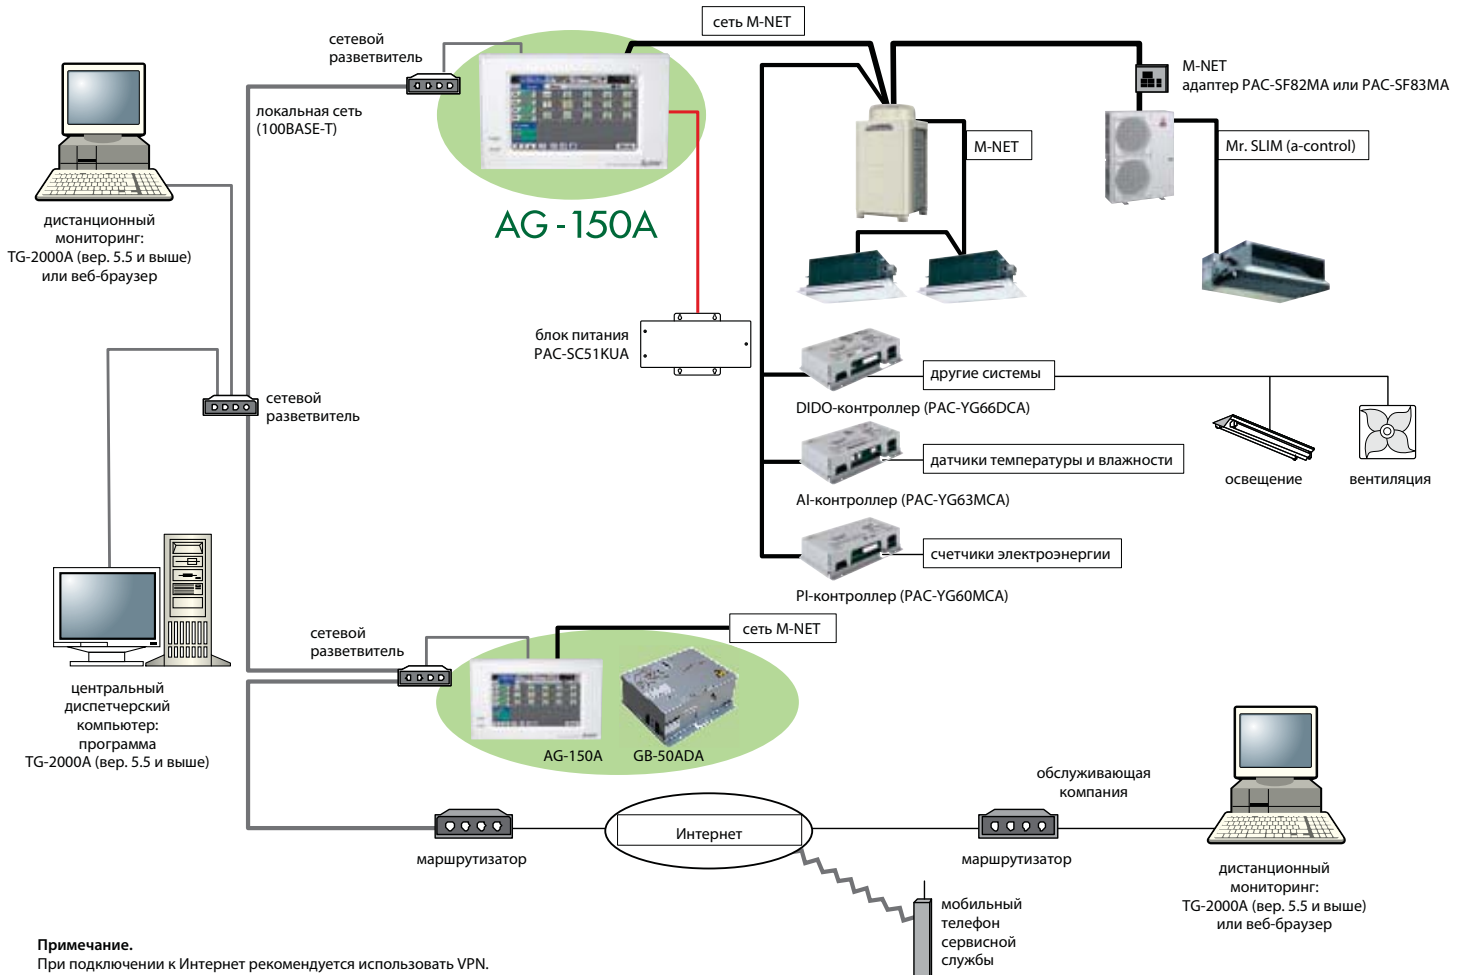 сеть M-NET
сетевой
разветвитель
M-NET
адаптер PAC-SF82MA или PAC-SF83MA
локальная сеть
(100BASE-T)
M-NET
Mr. SLIM (a-control)
AG-150A
дистанционный
мониторинг:
TG-2000A (вер. 5.5 и выше)
или веб-браузер
блок питания
PAC-SC51KUA
другие системы
DIDO-контроллер (PAC-YG66DCA)
сетевой
разветвитель
датчики температуры и влажности
AI-контроллер (PAC-YG63MCA)
освещение
вентиляция
счетчики электроэнергии
PI-контроллер (PAC-YG60MCA)
сеть M-NET
сетевой
разветвитель
центральный
диспетчерский
компьютер:
программа
TG-2000A (вер. 5.5 и выше)
AG-150A
GB-50ADA
обслуживающая
компания
Интернет
маршрутизатор
маршрутизатор
дистанционный
мониторинг:
TG-2000A (вер. 5.5 и выше)
или веб-браузер
мобильный
телефон
сервисной
службы
Примечание.
При подключении к Интернет рекомендуется использовать VPN.